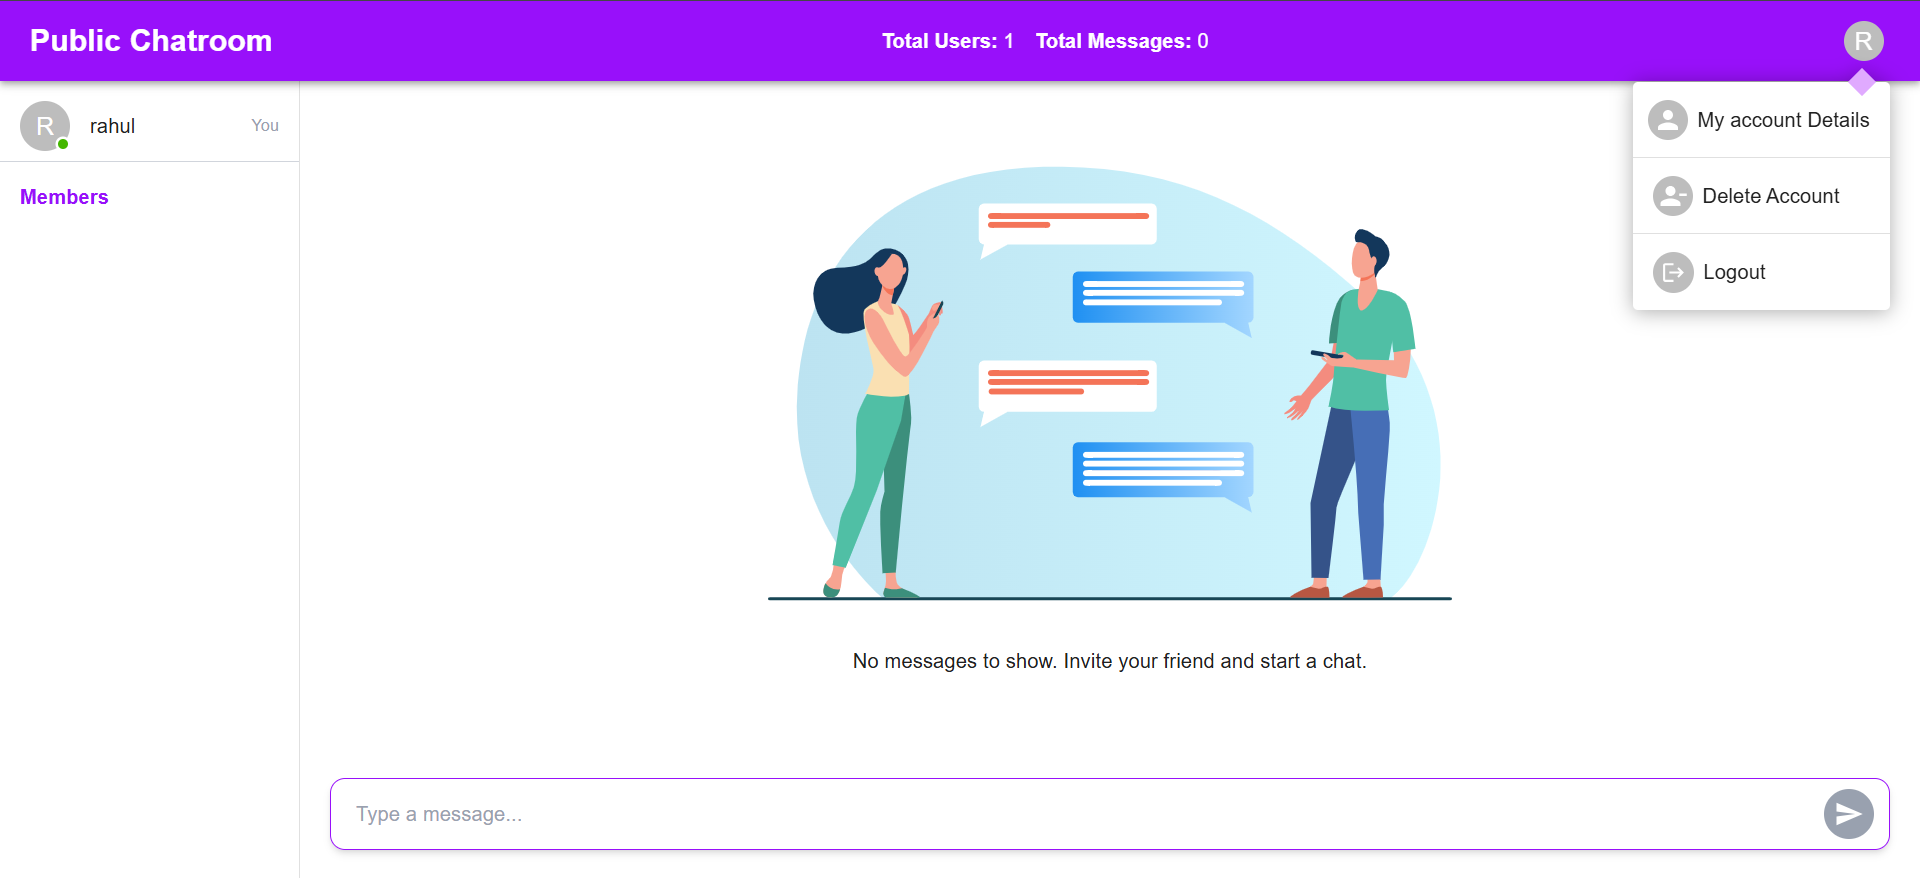 Public Chatroom
Total Users: 1 Total Messages: 0
R
R
rahul
You
Members
My account Details
Delete Account
Logout
No messages to show. Invite your friend and start a chat.
Type a message...